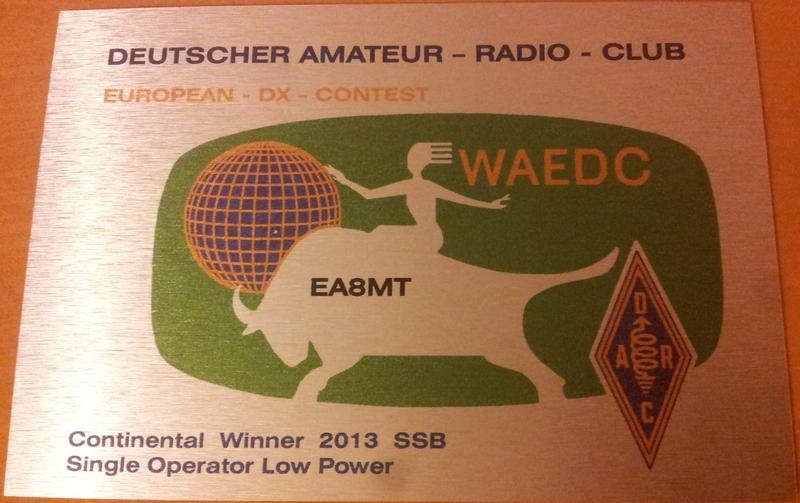 DEUTSCHER AMATEUR – RADIO - CLUB
EUROPEAN - DX - CONTEST
WAEDC
EA8MT
D
A R
C
Continental Winner 2013 SSB
Single Operator Low Power